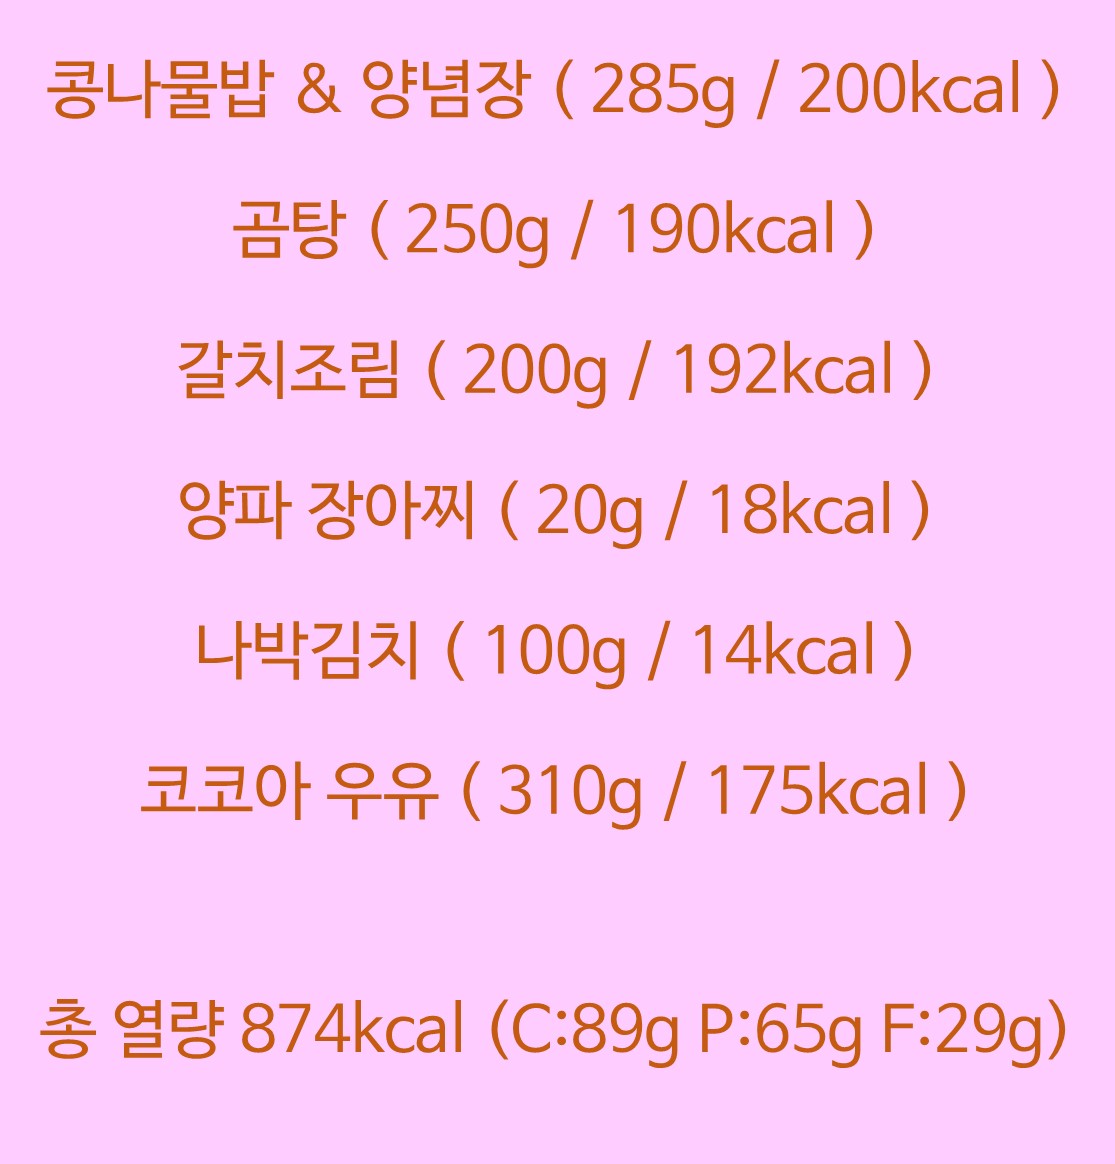 콩나물밥 & 양념장 ( 285g / 200kcal )
곰탕 ( 250g / 190kcal )
갈치조림 ( 200g / 192kcal )
양파 장아찌 ( 20g / 18kcal )
나박김치 ( 100g / 14kcal )
코코아 우유 ( 310g / 175kcal )
총 열량 874kcal (C:89g P:65g F:29g)